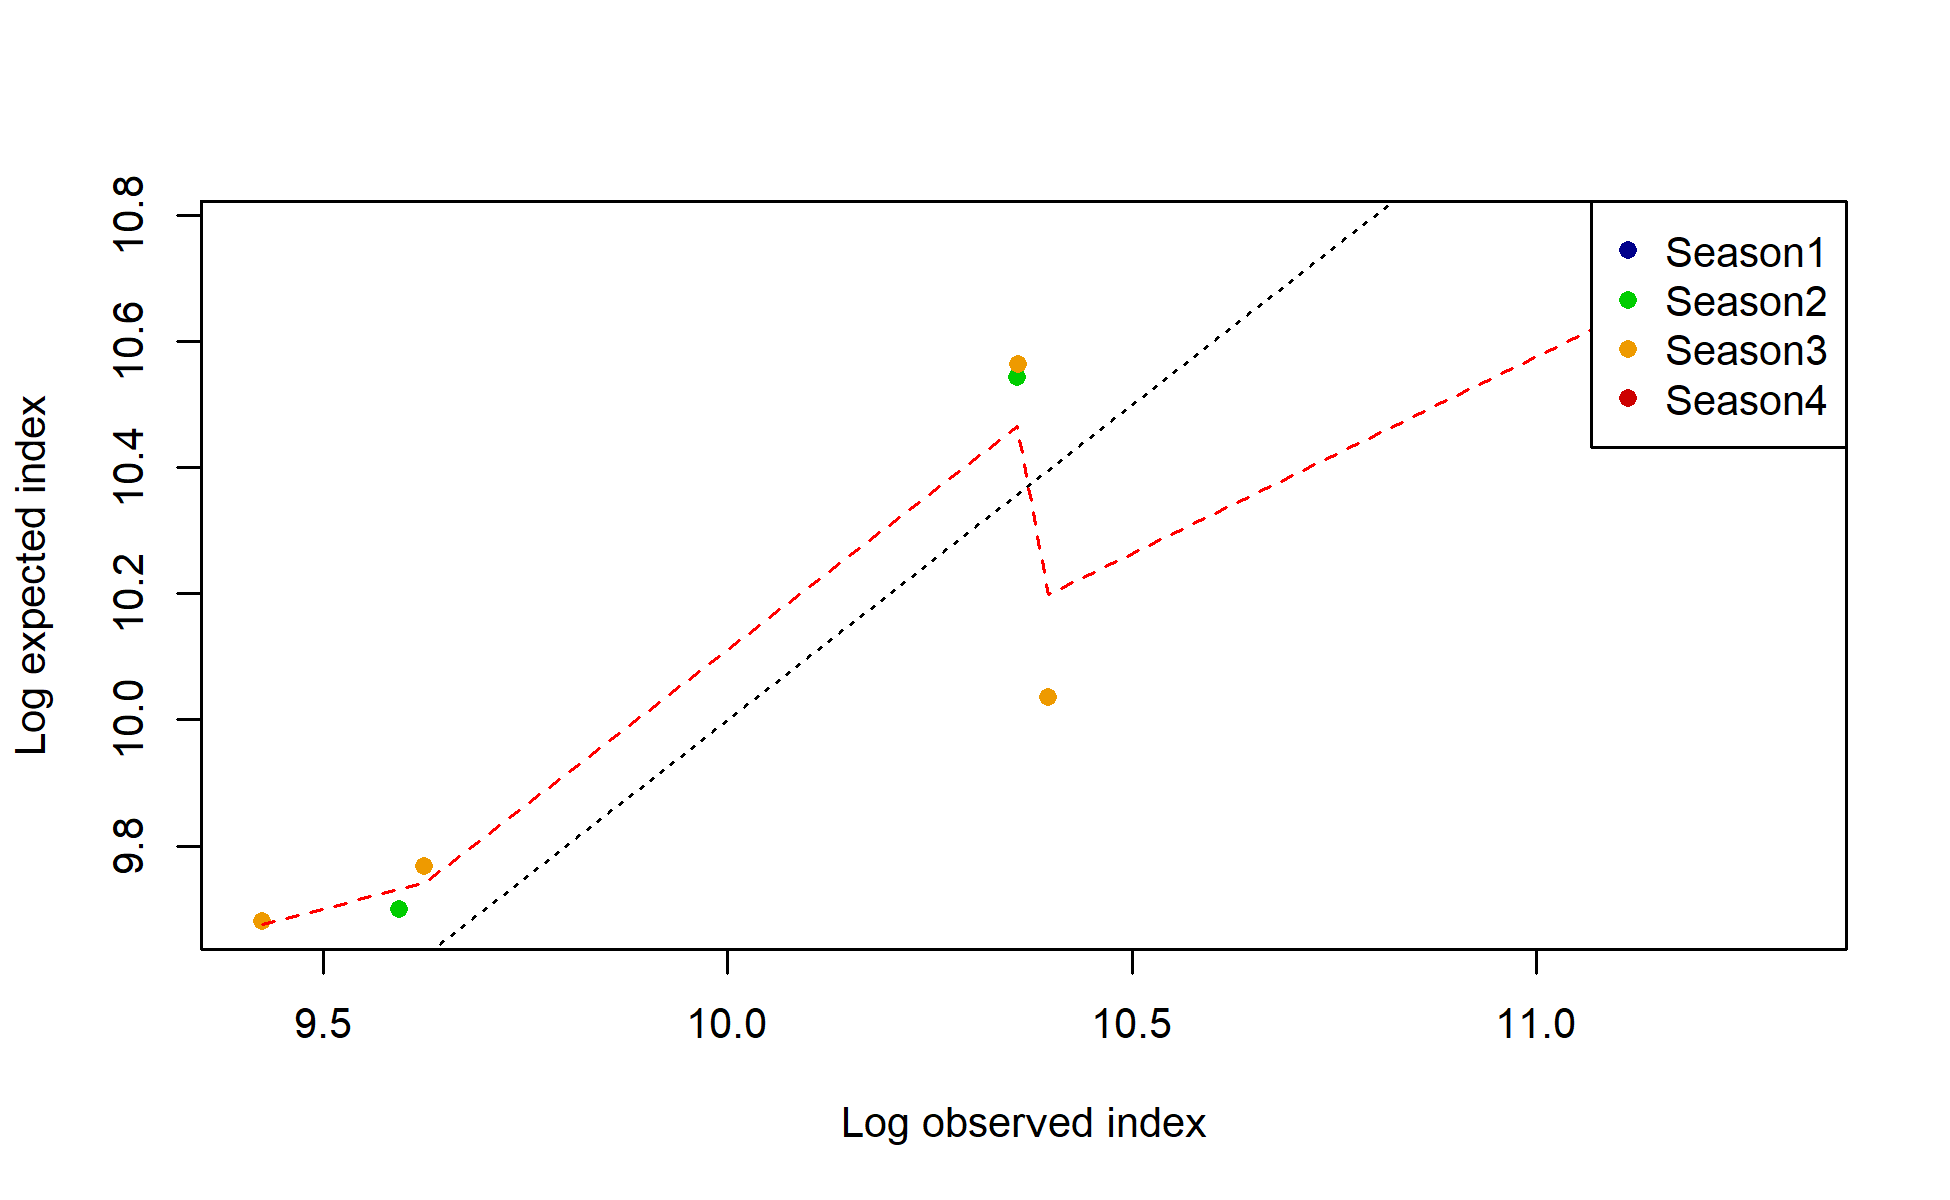 Log expected index
10.8
10.6
10.4
10.2
10.0
9.8
Season1
Season2
Season3
Season4
9.5 10.0 10.5 11.0
Log observed index